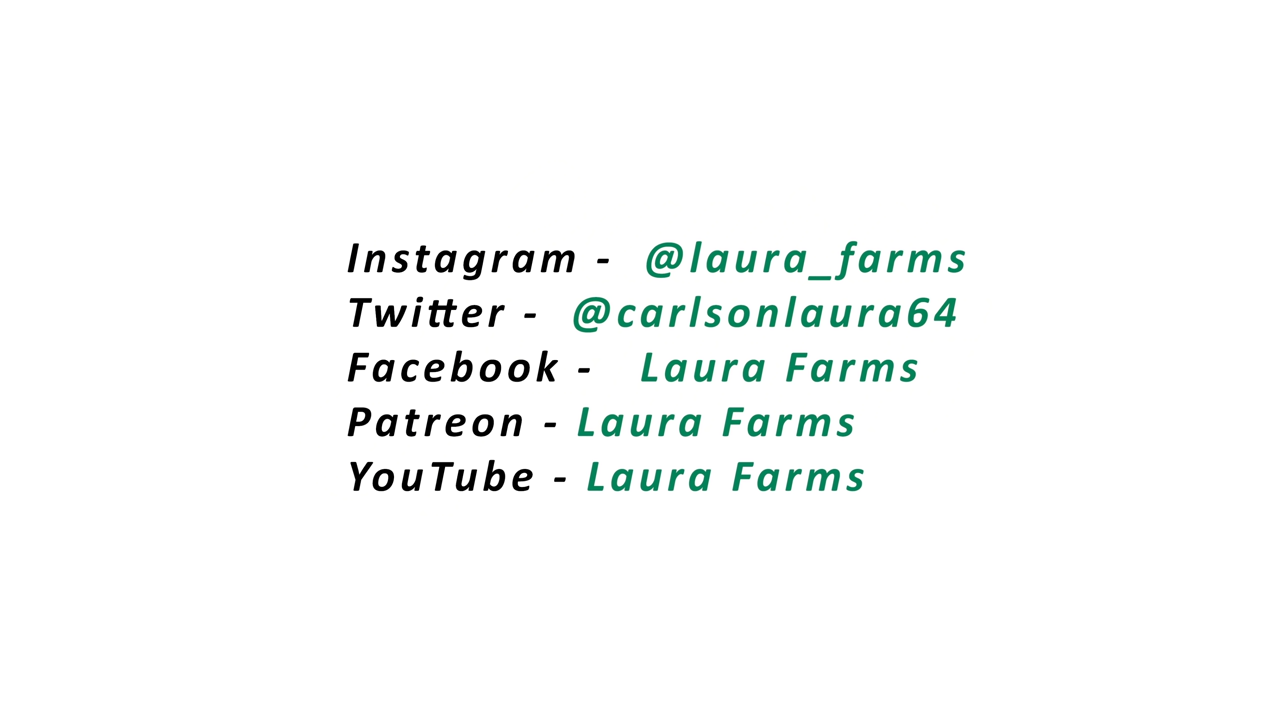 Instagram - @laura_farms
Twitter - @carlsonlaura64
Facebook - Laura Farms
Patreon - Laura Farms
YouTube - Laura Farms